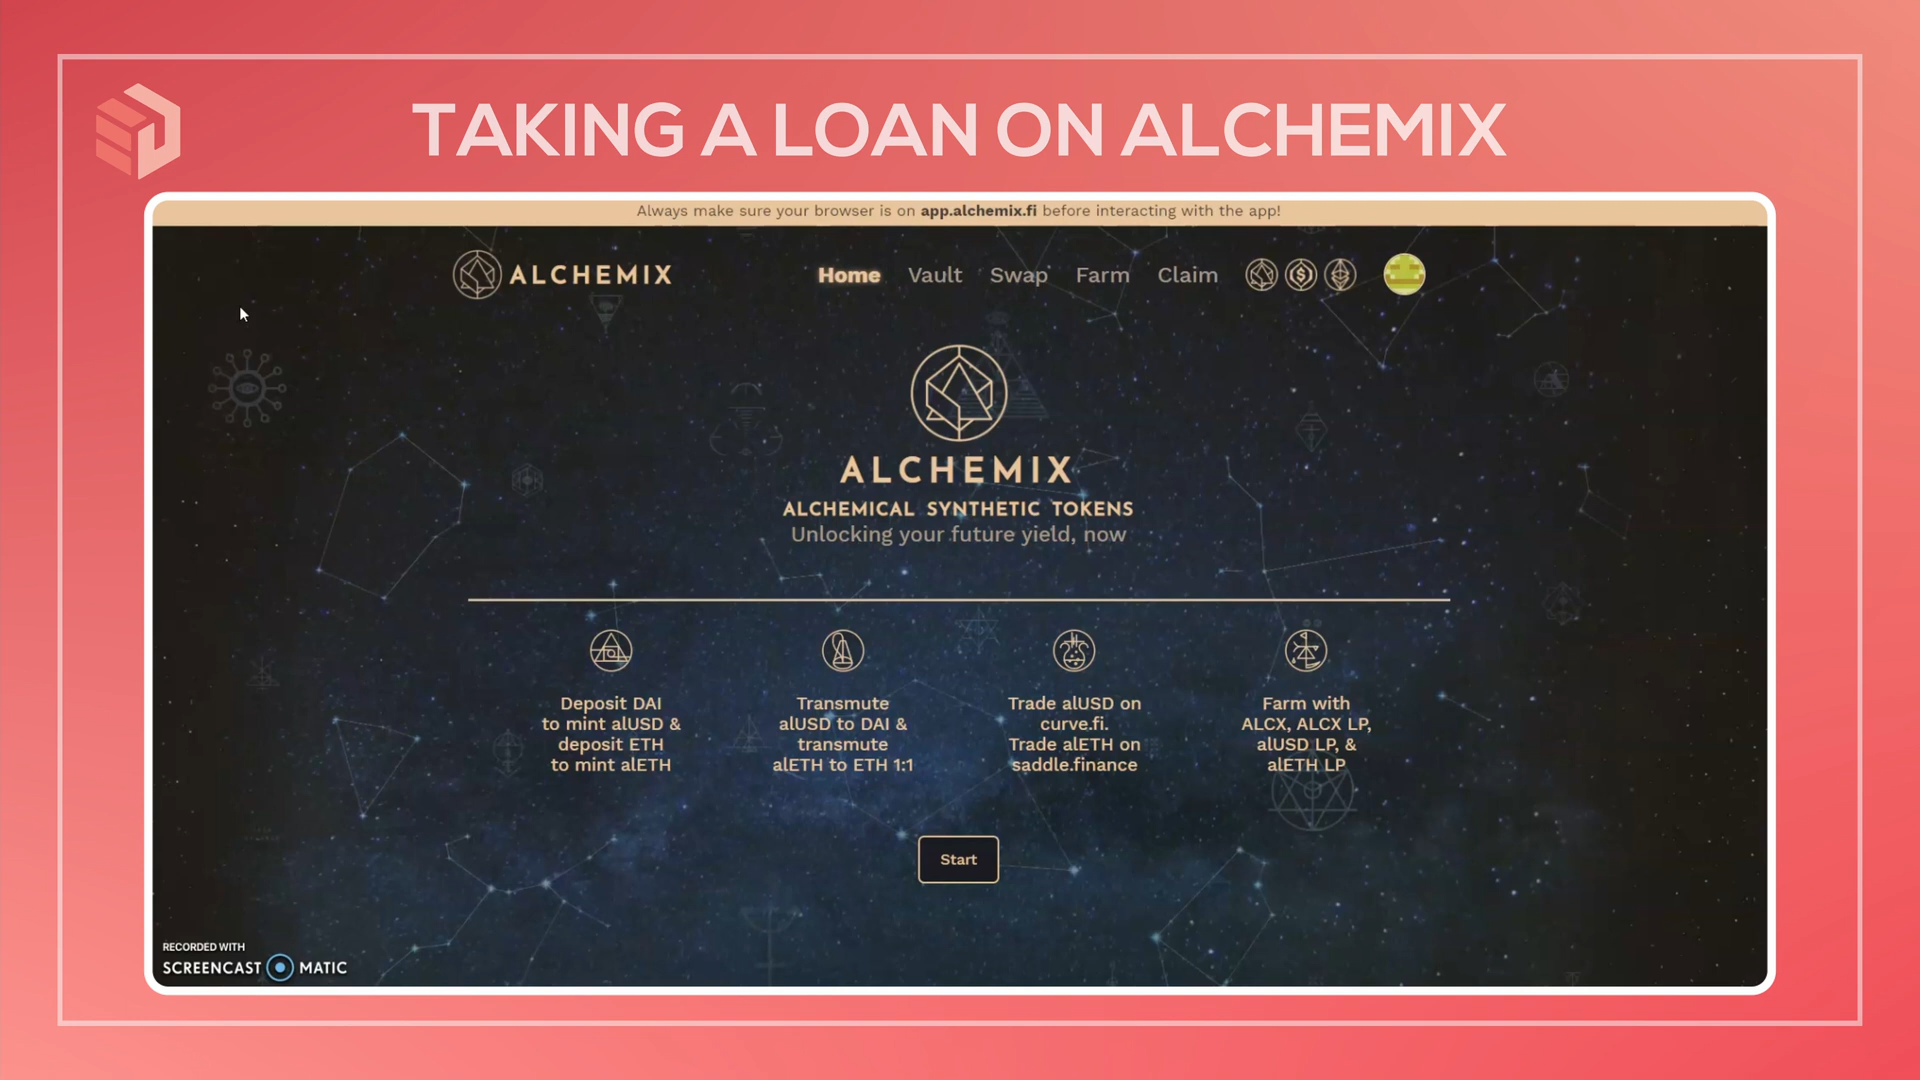 TAKING A LOAN ON ALCHEMIX
Always make sure your browser is on app.alchemix.fi before interacting with the app!
ALCHEMIX
Home Vault Swap Farm Claim
ALCHEMIX
ALCHEMICAL SYNTHETIC TOKENS
Unlocking your future yield, now
Deposit DAI
to mint alUSD &
deposit ETH
to mint alETH
Transmute
alUSD to DAI &
transmute
alETH to ETH 1:1
Trade alUSD on
curve.fi.
Trade alETH on
saddle.finance
Farm with
ALCX, ALCX LP,
alUSD LP, &
alETH LP
Start
RECORDED WITH
SCREENCAST MATIC